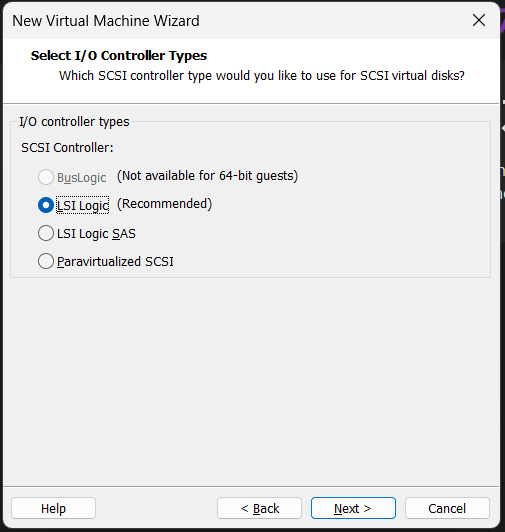 New Virtual Machine Wizard
Select I/O Controller Types
Which SCSI controller type would you like to use for SCSI virtual disks?
I/O controller types
SCSI Controller:
BusLogic (Not available for 64-bit guests)
LSI Logic (Recommended)
LSI Logic SAS
Paravirtualized SCSI
Help < Back Next > Cancel